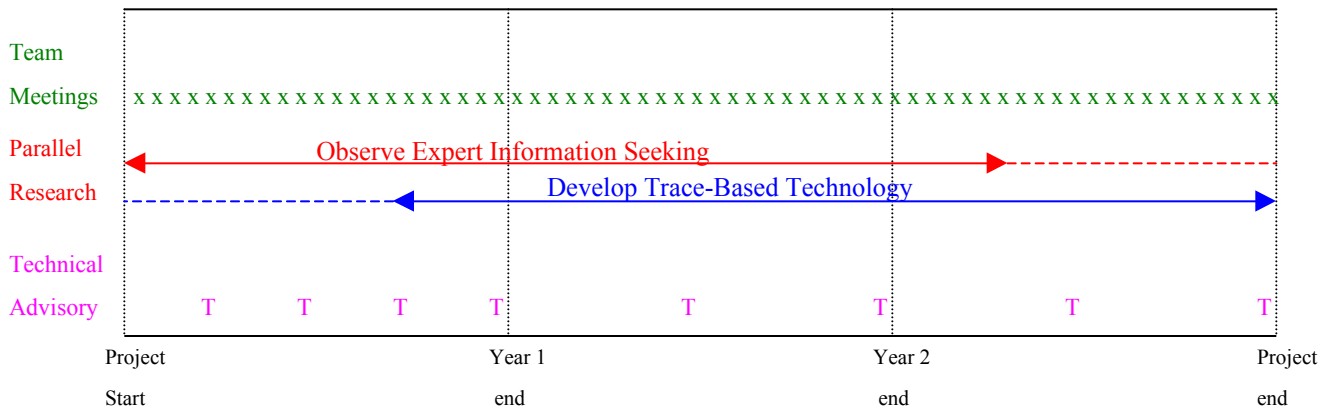 Team
Meetings x x x x x x x x x x x x x x x x x x x x x x x x x x x x x x x x x x x x x x x x x x x x x x x x x x x x x x x x x x x x x x x x
Parallel
Observe Expert Information Seeking
Research
Develop Trace-Based Technology
Technical
Advisory T T T T T T T T
Project Year 1 Year 2 Project
Start end end end